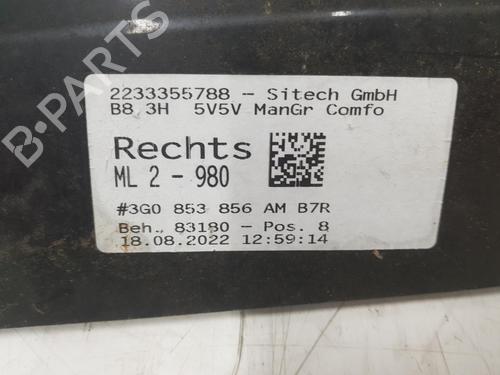 2233355788 - Sitech GmbH
B8 3H 5V5V ManGr Comfo
Rechts
ML 2 - 980
#3G0 853 856 AM B7R
Beh. 83180 - Pos. 8
18.08.2022 12:59:14
B-PARTS